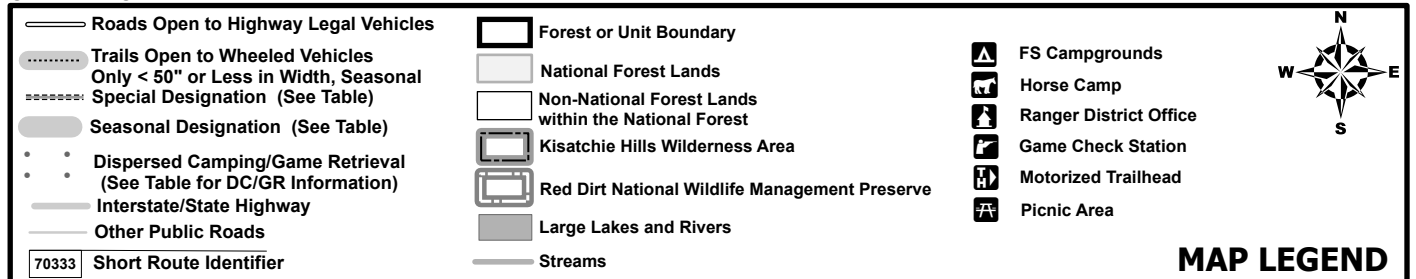 Roads Open to Highway Legal Vehicles
Trails Open to Wheeled Vehicles
Only < 50" or Less in Width, Seasonal
Special Designation (See Table)
Seasonal Designation (See Table)
Dispersed Camping/Game Retrieval
(See Table for DC/GR Information)
Interstate/State Highway
Other Public Roads
70333 Short Route Identifier
Forest or Unit Boundary
National Forest Lands
Non-National Forest Lands
within the National Forest
Kisatchie Hills Wilderness Area
Red Dirt National Wildlife Management Preserve
Large Lakes and Rivers
Streams
FS Campgrounds
Horse Camp
Ranger District Office
Game Check Station
TH Motorized Trailhead
Picnic Area
N
W E
S
MAP LEGEND